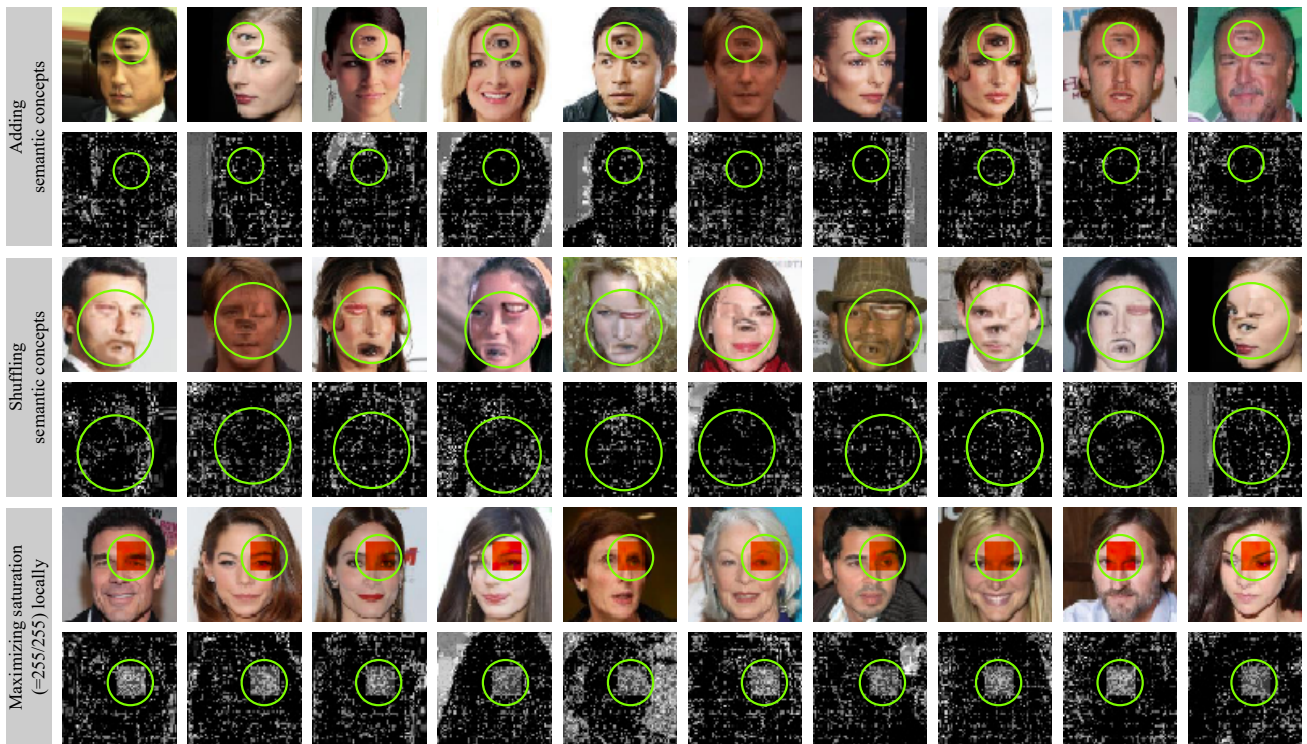 Adding
semantic concepts
Shuffling
semantic concepts
Maximizing saturation
(=255/255) locally